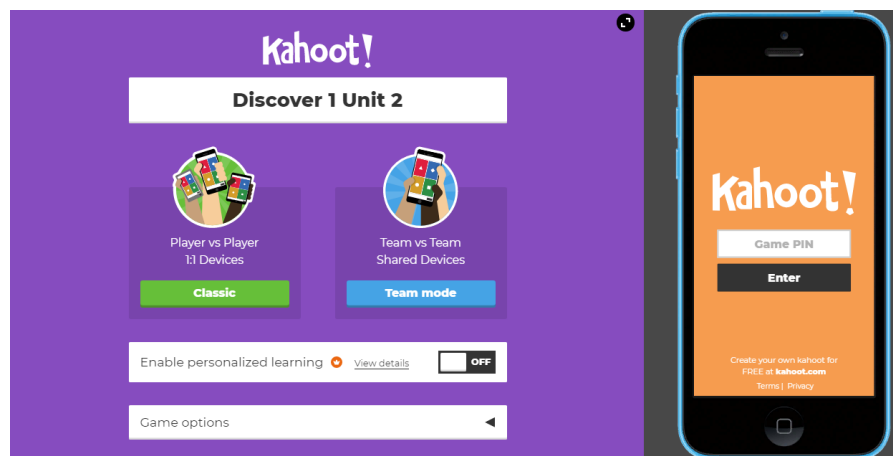 Kahoot!
Discover 1 Unit 2
Player vs Player
1:1 Devices
Classic
Team vs Team
Shared Devices
Team mode
Enable personalized learning View details OFF
Game options
Kahoot!
Game PIN
Enter
Create your own kahoot for
FREE at kahoot.com
Terms | Privacy